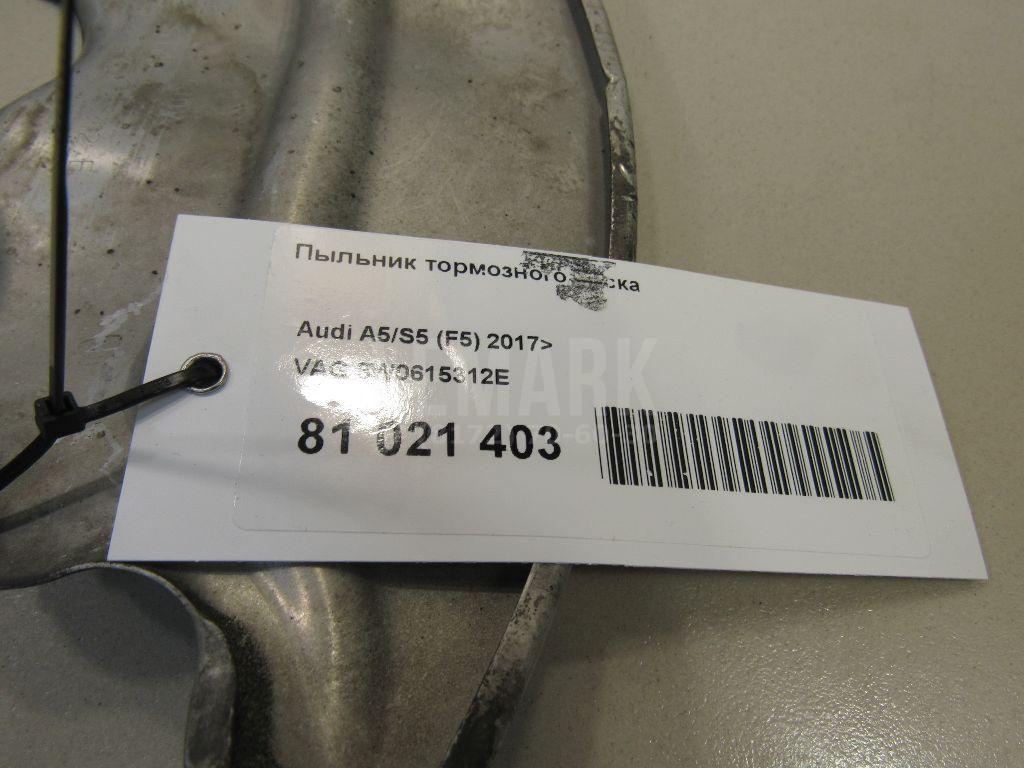 Пыльник тормозного
Audi A5/S5 (F5) 2017>
VAG
81 021 403